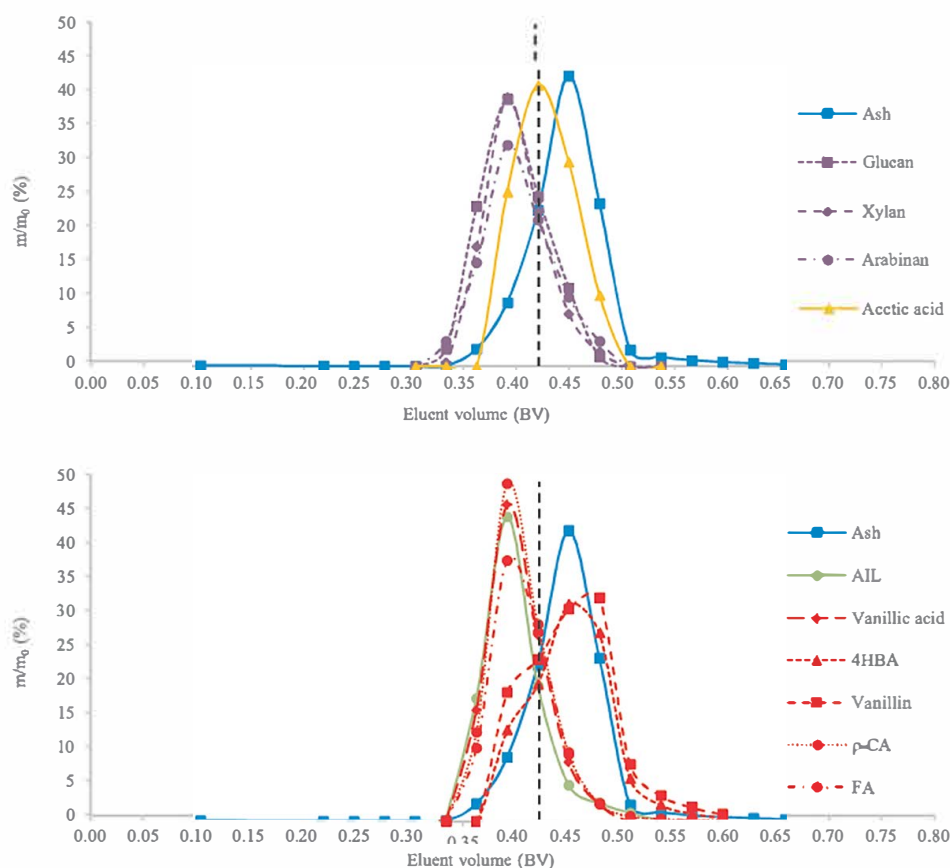 50
45
40
35
30
25
20
15
10
5
0
m/m₀ (%)
0.00 0.05 0.10 0.15 0.20 0.25 0.30 0.35 0.40 0.45 0.50 0.55 0.60 0.65 0.70 0.75 0.80
Eluent volume (BV)
Ash
Glucan
Xylan
Arabinan
Acetic acid
50
45
40
35
30
25
20
15
10
5
0
m/m₀ (%)
0.00 0.05 0.10 0.15 0.20 0.25 0.30 0.35 0.40 0.45 0.50 0.55 0.60 0.65 0.70 0.75 0.80
Eluent volume (BV)
Ash
AIL
Vanillic acid
4HBA
Vanillin
ρ-CA
FA